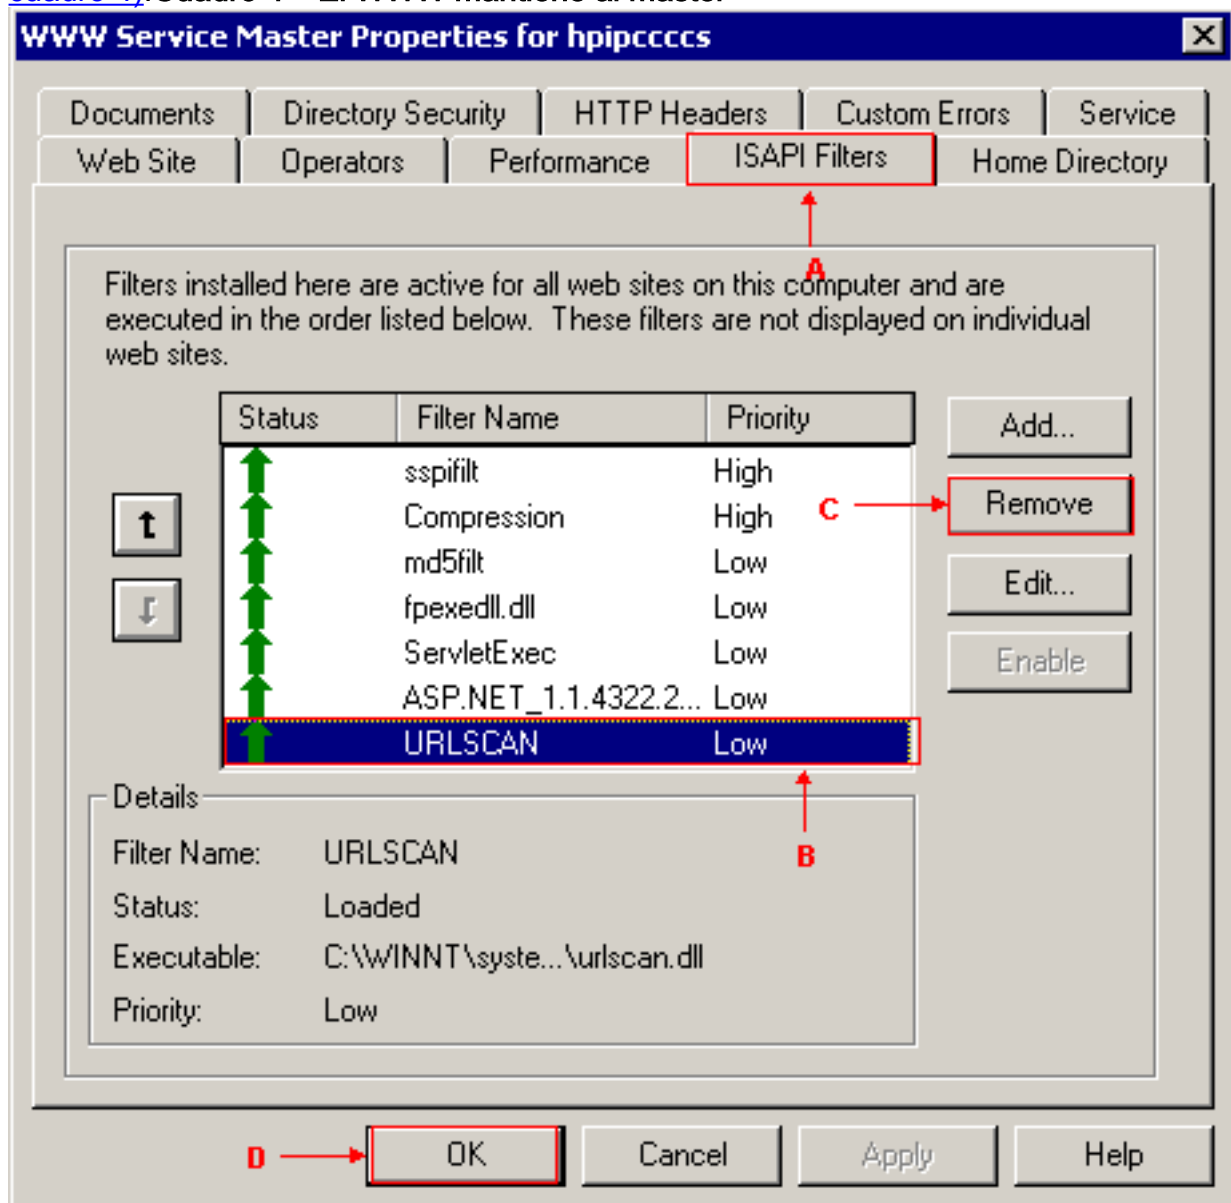 WWW Service Master Properties for hpipccccs
Documents Directory Security HTTP Headers Custom Errors Service
Web Site Operators Performance ISAPI Filters Home Directory
A
Filters installed here are active for all web sites on this computer and are
executed in the order listed below. These filters are not displayed on individual
web sites.
Status Filter Name Priority
sspifilt High
Compression High
md5filt Low
fpexedll.dll Low
ServletExec Low
ASP.NET_1.1.4322.2... Low
URLSCAN Low
Add...
C Remove
Edit...
Enable
B
Details
Filter Name: URLSCAN
Status: Loaded
Executable: C:\WINNT\syste...\urlscan.dll
Priority: Low
D OK Cancel Apply Help